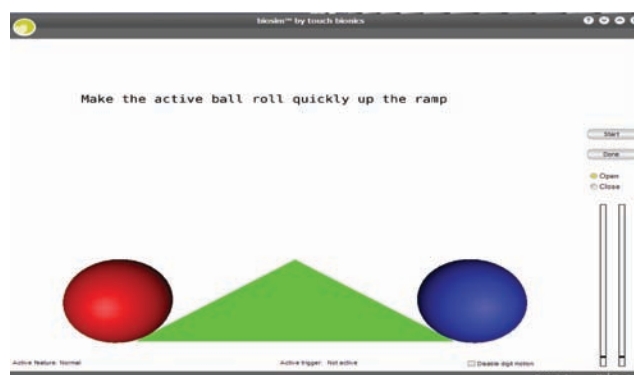 biosim™ by touch bionics
Make the active ball roll quickly up the ramp
Start
Done
Open
Close
Active feature: Normal
Active trigger: Not active
Disable digit motion